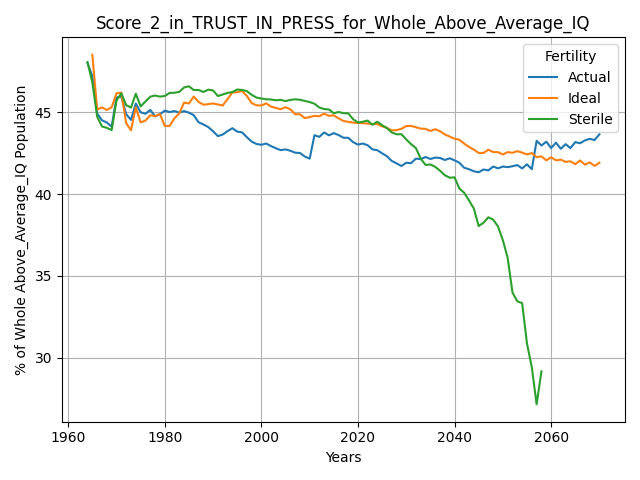 Score_2_in_TRUST_IN_PRESS_for_Whole_Above_Average_IQ
% of Whole Above_Average_IQ Population
45
40
35
30
Fertility
Actual
Ideal
Sterile
1960 1980 2000 2020 2040 2060
Years